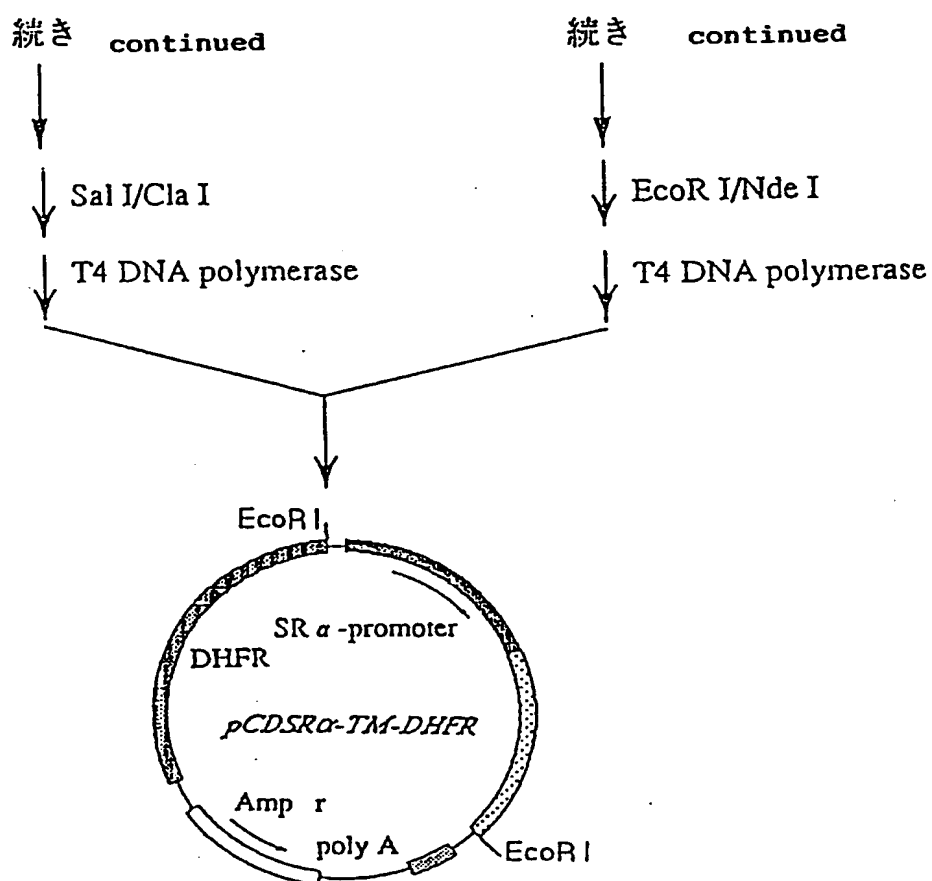 続き continued
続き continued
Sal I/Cla I
EcoR I/Nde I
T4 DNA polymerase
T4 DNA polymerase
EcoR I
SR α -promoter
DHFR
pCDSRα-TM-DHFR
Amp r
poly A
EcoR I